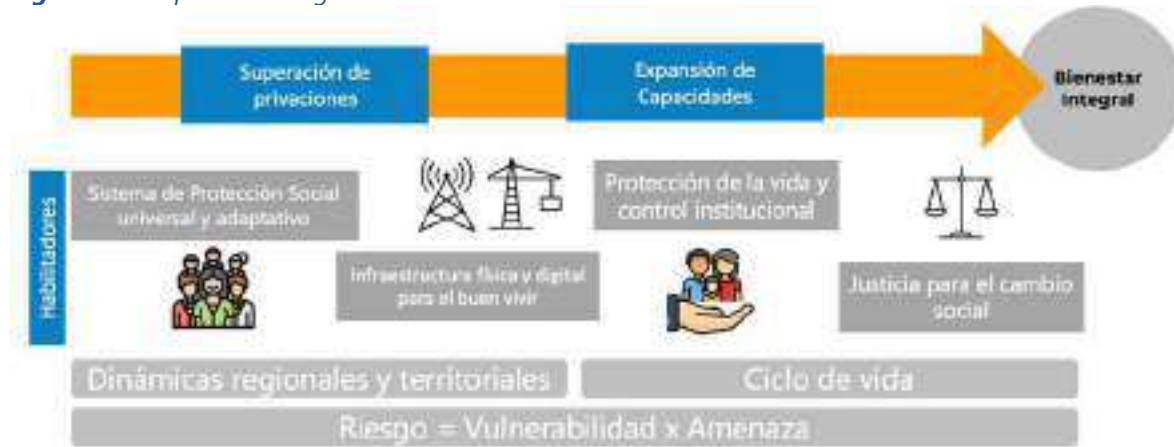 Superación de
privaciones
Expansión de
Capacidades
Bienestar
Integral
Habilitadores
Sistema de Protección Social
universal y adaptativo
Infraestructura física y digital
para el buen vivir
Protección de la vida y
control institucional
Justicia para el cambio
social
Dinámicas regionales y territoriales
Ciclo de vida
Riesgo = Vulnerabilidad x Amenaza